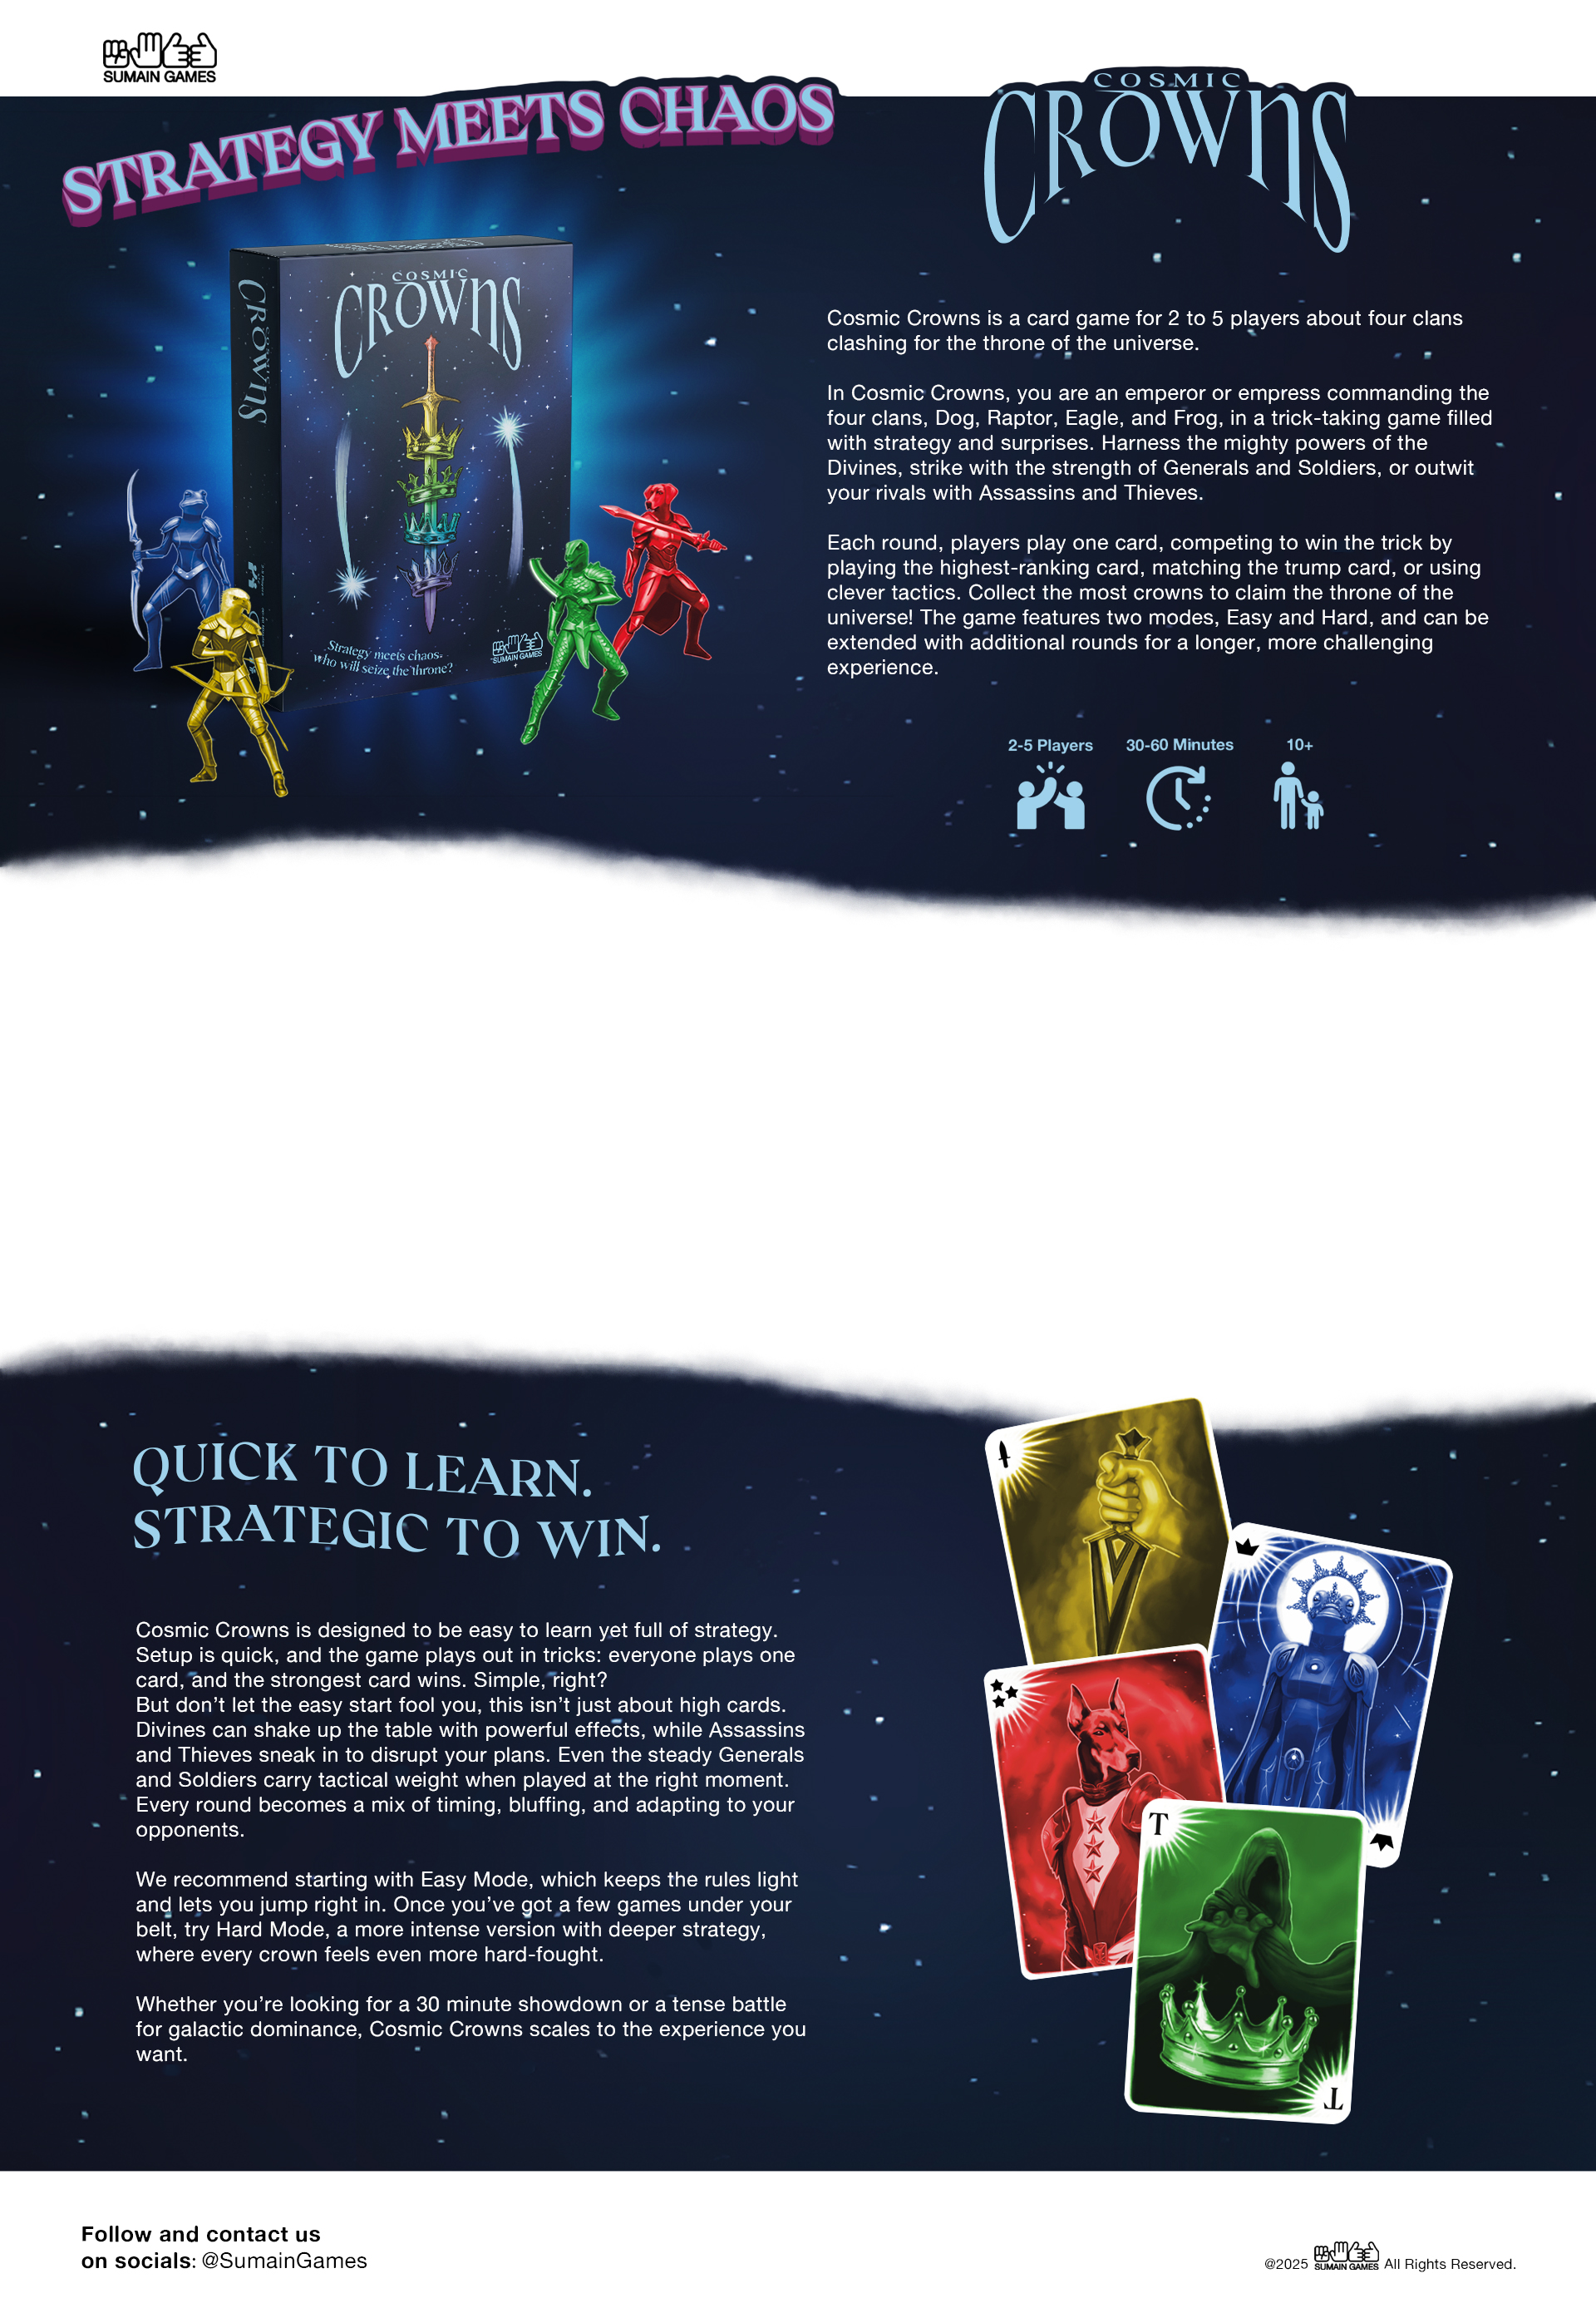 SUMAIN GAMES
STRATEGY MEETS CHAOS
COSMIC
CROWNS
CROWNS
COSMIC
CROWNS
Strategy meets chaos.
who will seize the throne?
SUMAIN GAMES
Cosmic Crowns is a card game for 2 to 5 players about four clans
clashing for the throne of the universe.
In Cosmic Crowns, you are an emperor or empress commanding the
four clans, Dog, Raptor, Eagle, and Frog, in a trick-taking game filled
with strategy and surprises. Harness the mighty powers of the
Divines, strike with the strength of Generals and Soldiers, or outwit
your rivals with Assassins and Thieves.
Each round, players play one card, competing to win the trick by
playing the highest-ranking card, matching the trump card, or using
clever tactics. Collect the most crowns to claim the throne of the
universe! The game features two modes, Easy and Hard, and can be
extended with additional rounds for a longer, more challenging
experience.
2-5 Players
30-60 Minutes
10+
QUICK TO LEARN.
STRATEGIC TO WIN.
Cosmic Crowns is designed to be easy to learn yet full of strategy.
Setup is quick, and the game plays out in tricks: everyone plays one
card, and the strongest card wins. Simple, right?
But don’t let the easy start fool you, this isn’t just about high cards.
Divines can shake up the table with powerful effects, while Assassins
and Thieves sneak in to disrupt your plans. Even the steady Generals
and Soldiers carry tactical weight when played at the right moment.
Every round becomes a mix of timing, bluffing, and adapting to your
opponents.
We recommend starting with Easy Mode, which keeps the rules light
and lets you jump right in. Once you’ve got a few games under your
belt, try Hard Mode, a more intense version with deeper strategy,
where every crown feels even more hard-fought.
Whether you’re looking for a 30 minute showdown or a tense battle
for galactic dominance, Cosmic Crowns scales to the experience you
want.
T
T
Follow and contact us
on socials: @SumainGames
@2025 SUMAIN GAMES All Rights Reserved.